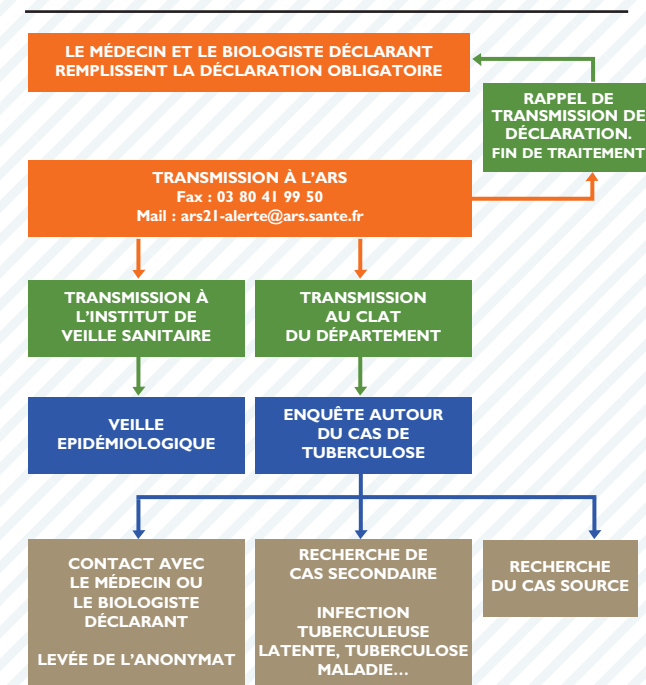 LE MÉDECIN ET LE BIOLOGISTE DÉCLARANT
REMPLISSENT LA DÉCLARATION OBLIGATOIRE
RAPPEL DE
TRANSMISSION DE
DÉCLARATION.
FIN DE TRAITEMENT
TRANSMISSION À L'ARS
Fax : 03 80 41 99 50
Mail : ars21-alerte@ars.sante.fr
TRANSMISSION À
L'INSTITUT DE
VEILLE SANITAIRE
TRANSMISSION
AU CLAT
DU DÉPARTEMENT
VEILLE
EPIDÉMIOLOGIQUE
ENQUÊTE AUTOUR
DU CAS DE
TUBERCULOSE
CONTACT AVEC
LE MÉDECIN OU
LE BIOLOGISTE
DÉCLARANT
LEVÉE DE L'ANONYMAT
RECHERCHE DE
CAS SECONDAIRE
INFECTION
TUBERCULEUSE
LATENTE, TUBERCULOSE
MALADIE…
RECHERCHE
DU CAS SOURCE